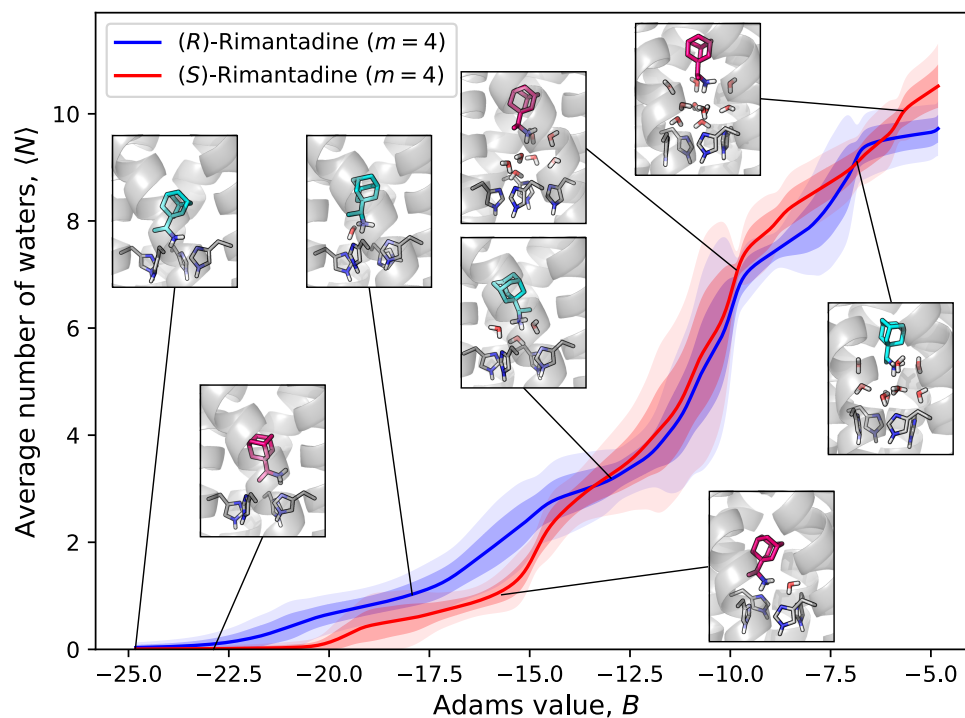 (R)-Rimantadine (m = 4)
(S)-Rimantadine (m = 4)
Average number of waters, ⟨N⟩
10
8
6
4
2
0
−25.0 −22.5 −20.0 −17.5 −15.0 −12.5 −10.0 −7.5 −5.0
Adams value, B